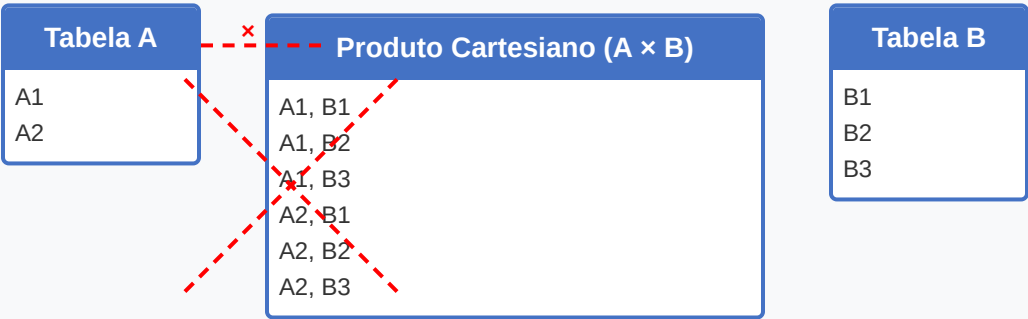 Tabela A
A1
A2
×
Produto Cartesiano (A × B)
A1, B1
A1, B2
A1, B3
A2, B1
A2, B2
A2, B3
Tabela B
B1
B2
B3